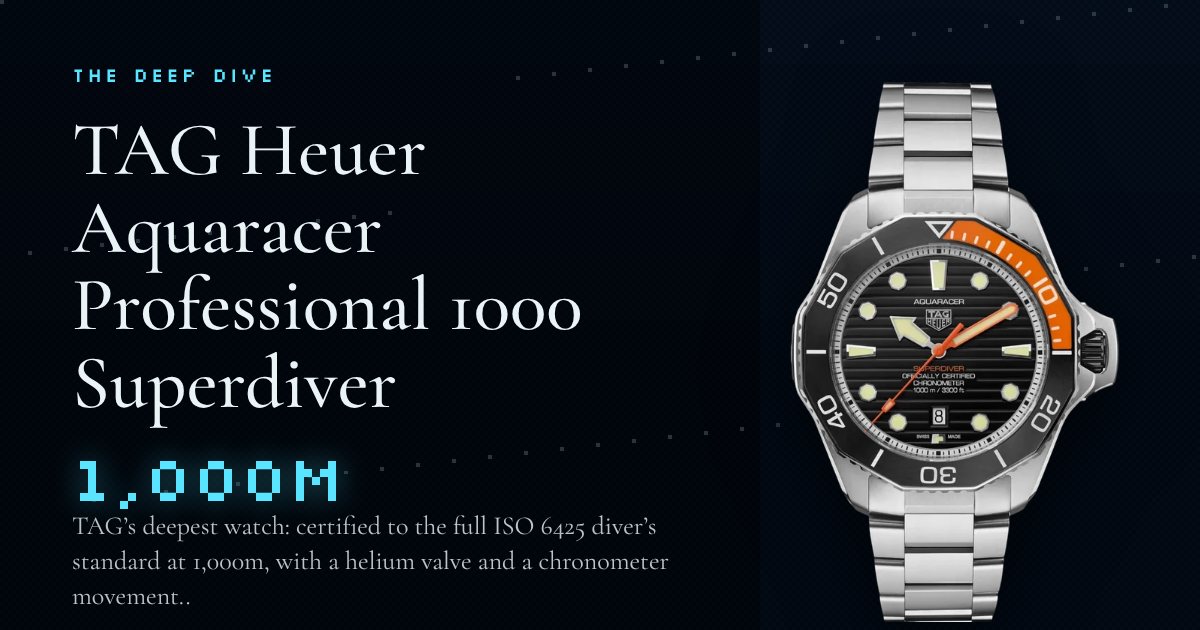 THE DEEP DIVE
TAG Heuer
Aquaracer
Professional 1000
Superdiver
1,000M
TAG’s deepest watch: certified to the full ISO 6425 diver’s
standard at 1,000m, with a helium valve and a chronometer
movement..
10
20
30
40
50
AQUARACER
TAG
HEUER
SUPERDIVER
OFFICIALLY CERTIFIED
CHRONOMETER
1000 m / 3300 ft
8
SWISS MADE